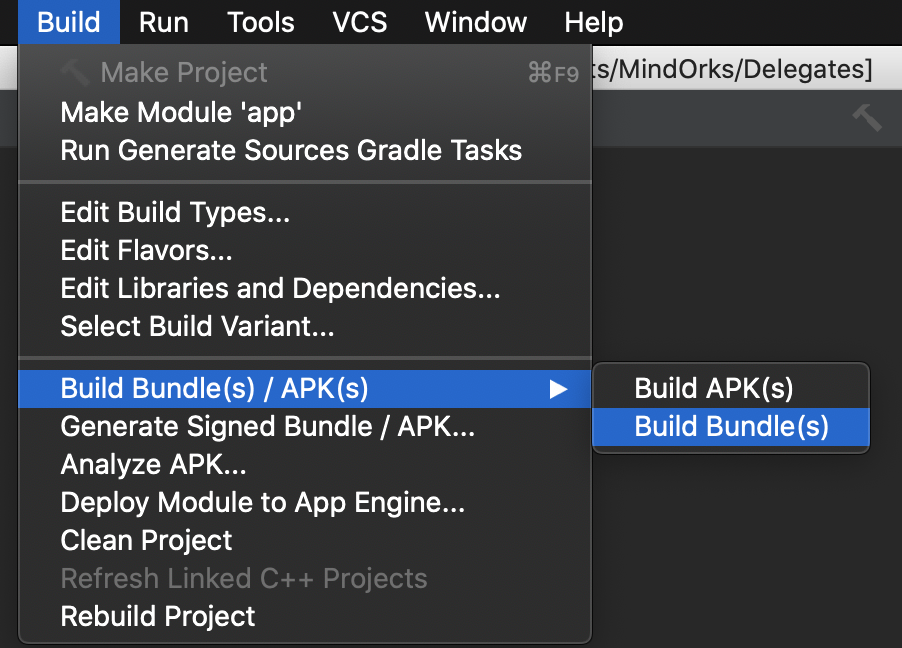 Build Run Tools VCS Window Help
Make Project ⌘F9
ts/MindOrks/Delegates]
Make Module 'app'
Run Generate Sources Gradle Tasks
Edit Build Types...
Edit Flavors...
Edit Libraries and Dependencies...
Select Build Variant...
Build Bundle(s) / APK(s) ▶
Build APK(s)
Generate Signed Bundle / APK...
Build Bundle(s)
Analyze APK...
Deploy Module to App Engine...
Clean Project
Refresh Linked C++ Projects
Rebuild Project